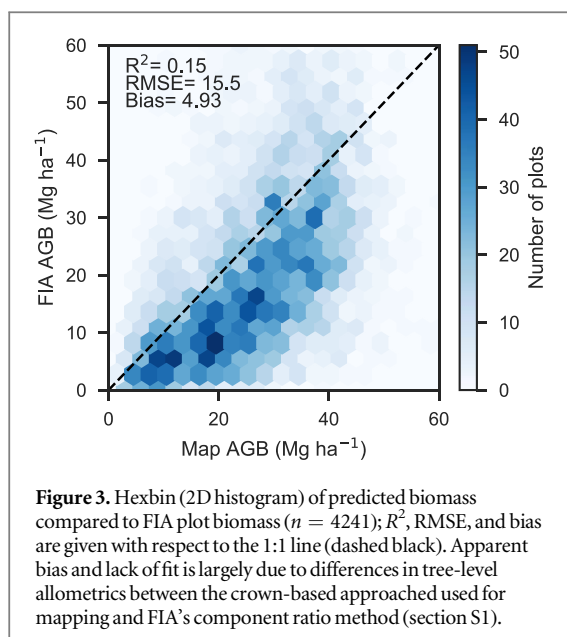 R²= 0.15
RMSE= 15.5
Bias= 4.93
60
50
40
30
20
10
0
FIA AGB (Mg ha⁻¹)
0
20
40
60
Map AGB (Mg ha⁻¹)
50
40
30
20
10
0
Number of plots
Figure 3. Hexbin (2D histogram) of predicted biomass
compared to FIA plot biomass (n = 4241); R², RMSE, and bias
are given with respect to the 1:1 line (dashed black). Apparent
bias and lack of fit is largely due to differences in tree-level
allometrics between the crown-based approached used for
mapping and FIA's component ratio method (section S1).